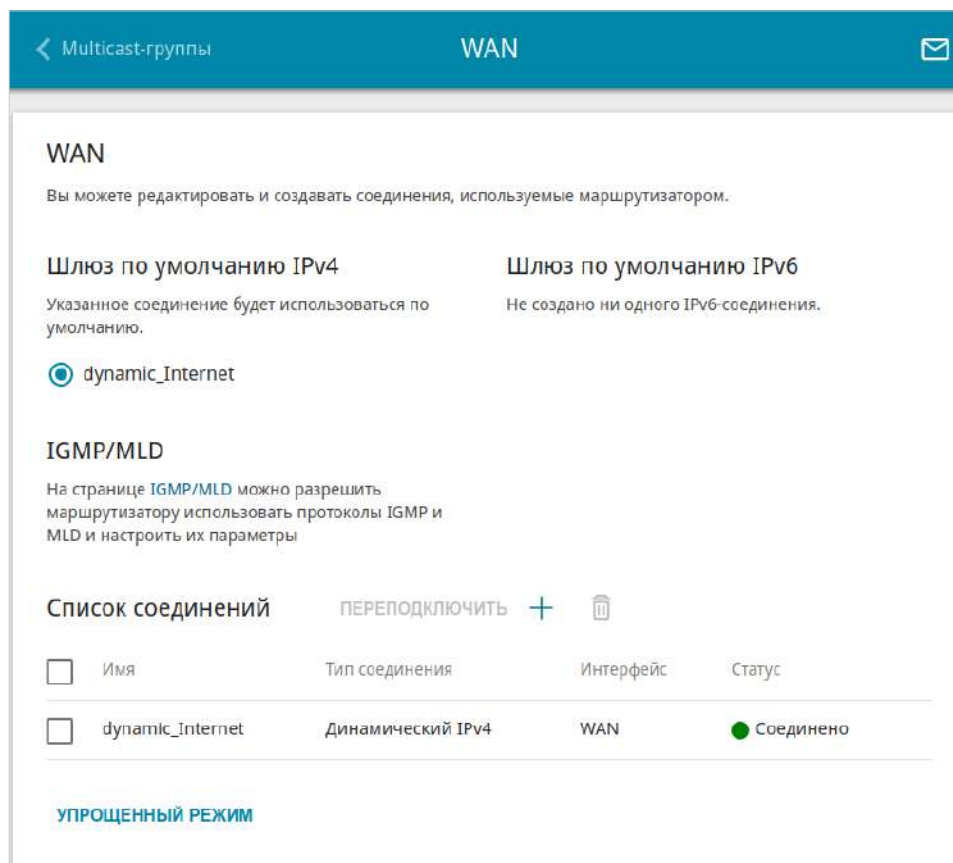 Multicast-группы
WAN
WAN
Вы можете редактировать и создавать соединения, используемые маршрутизатором.
Шлюз по умолчанию IPv4
Указанное соединение будет использоваться по
умолчанию.
dynamic_Internet
Шлюз по умолчанию IPv6
Не создано ни одного IPv6-соединения.
IGMP/MLD
На странице IGMP/MLD можно разрешить
маршрутизатору использовать протоколы IGMP и
MLD и настроить их параметры
Список соединений ПЕРЕПОДКЛЮЧИТЬ
Имя Тип соединения Интерфейс Статус
dynamic_Internet Динамический IPv4 WAN Соединено
УПРОЩЕННЫЙ РЕЖИМ